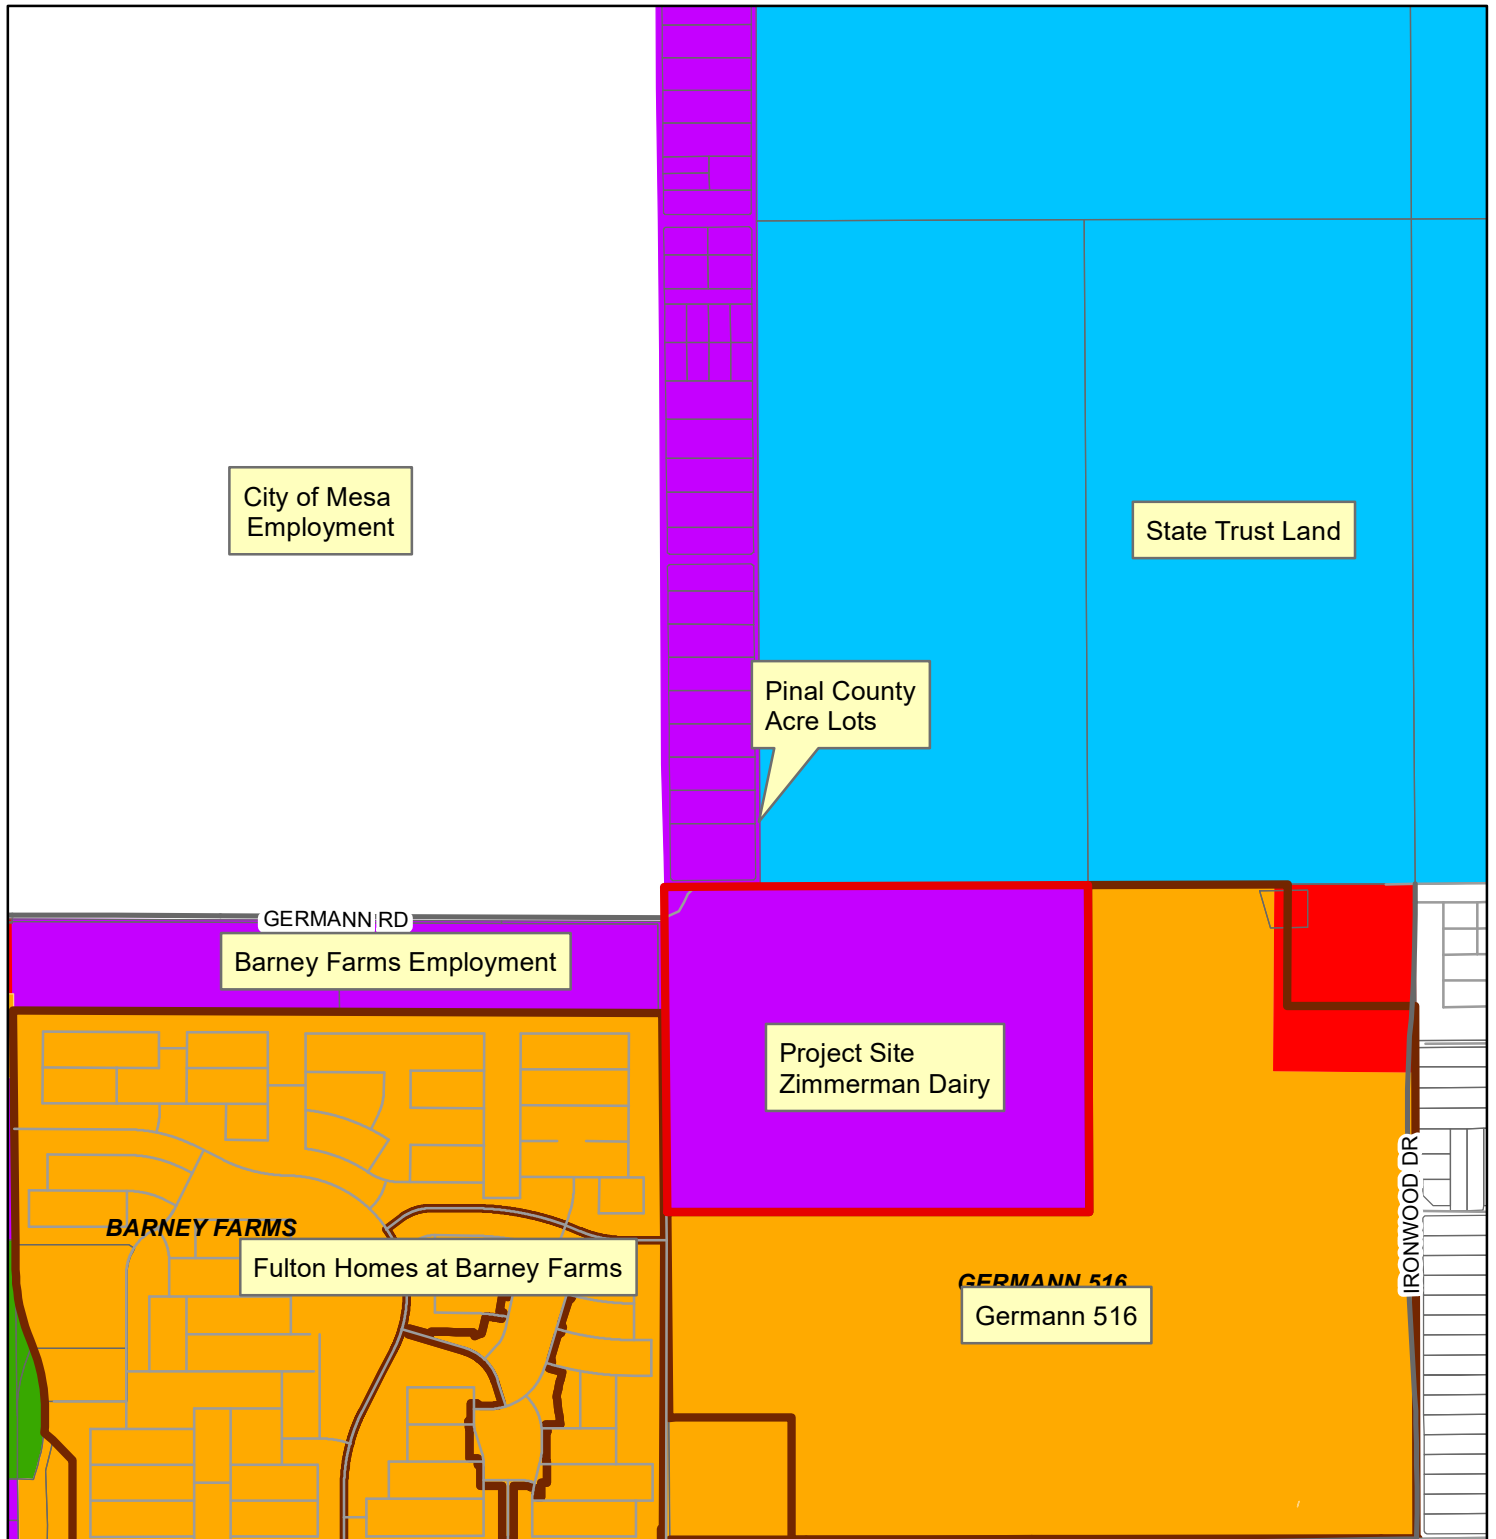 City of Mesa
Employment
State Trust Land
Pinal County
Acre Lots
GERMANN RD
Barney Farms Employment
Project Site
Zimmerman Dairy
IRONWOOD DR
BARNEY FARMS
Fulton Homes at Barney Farms
GERMANN 516
Germann 516